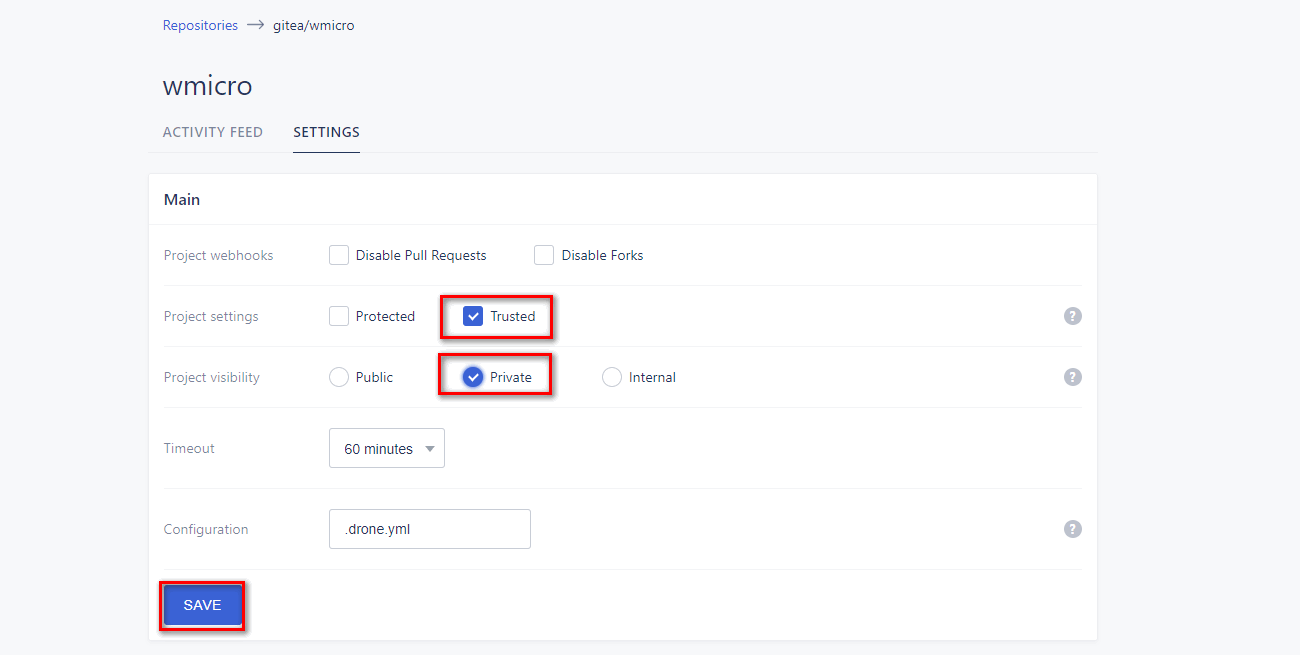 Repositories → gitea/wmicro
wmicro
ACTIVITY FEED SETTINGS
Main
Project webhooks Disable Pull Requests Disable Forks
Project settings Protected Trusted ?
Project visibility Public Private Internal ?
Timeout 60 minutes
Configuration .drone.yml ?
SAVE